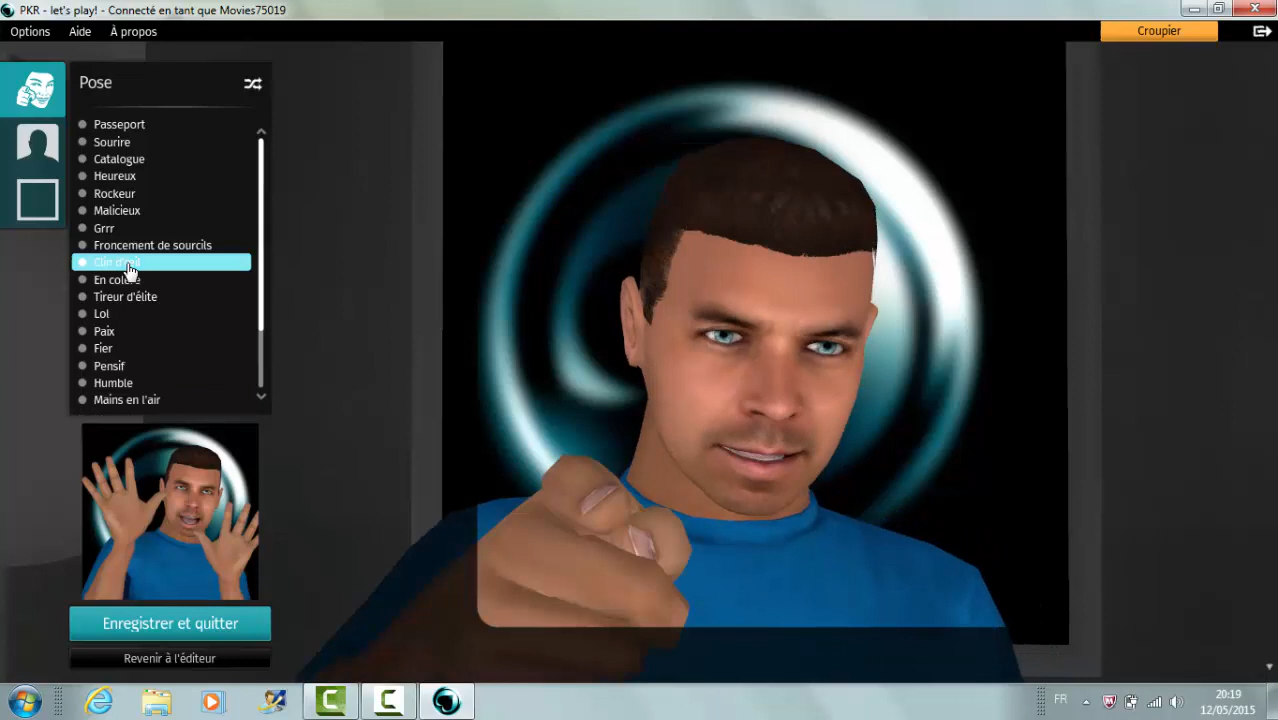 PKR - let's play! - Connecté en tant que Movies75019
Options Aide À propos
Croupier
Pose
Passeport
Sourire
Catalogue
Heureux
Rockeur
Malicieux
Grrr
Froncement de sourcils
Clin d'œil
En colère
Tireur d'élite
Lol
Paix
Fier
Pensif
Humble
Mains en l'air
Enregistrer et quitter
Revenir à l'éditeur
FR
20:19
12/05/2015